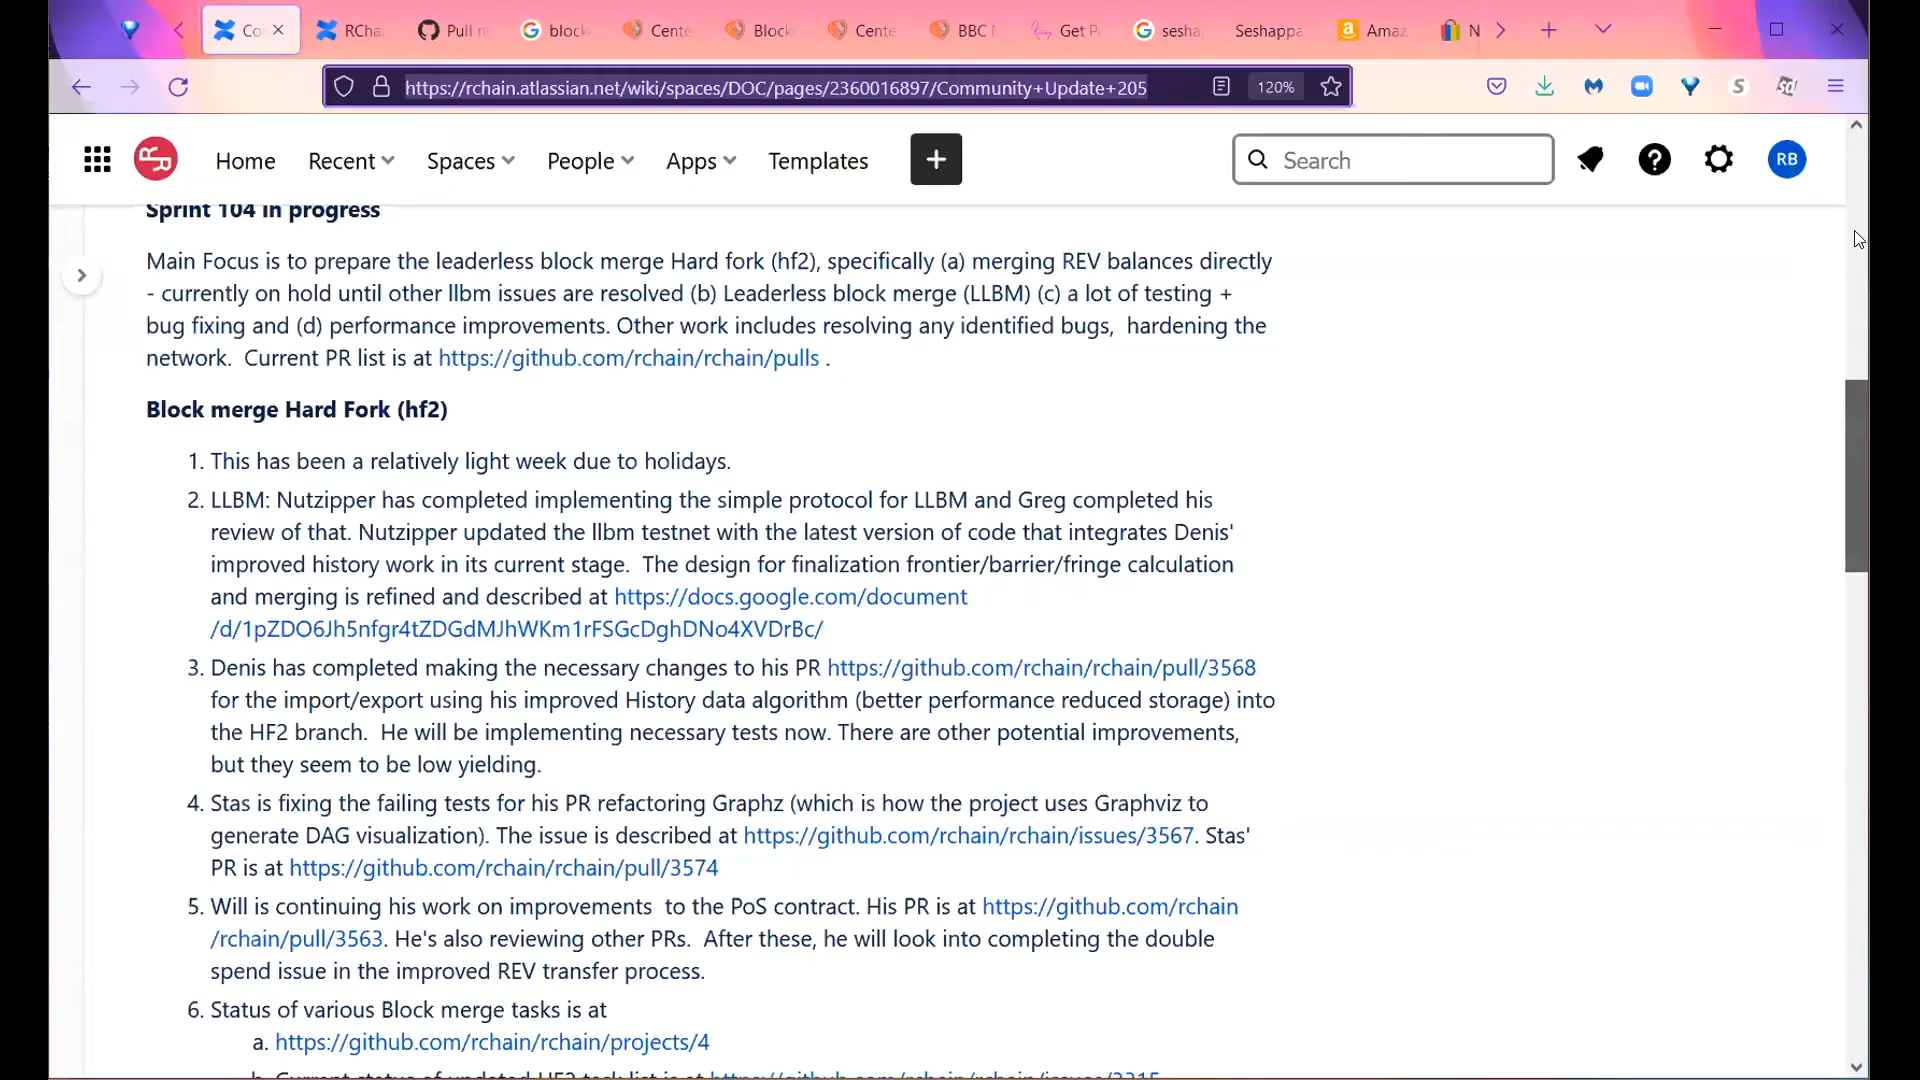 Co
RCha
Pull r
block
Cente
Block
Cente
BBC
Get P
sesha
Seshappa
Amaz
N
https://rchain.atlassian.net/wiki/spaces/DOC/pages/2360016897/Community+Update+205
120%
Home
Recent
Spaces
People
Apps
Templates
Search
RB
Sprint 104 in progress
Main Focus is to prepare the leaderless block merge Hard fork (hf2), specifically (a) merging REV balances directly
- currently on hold until other llbm issues are resolved (b) Leaderless block merge (LLBM) (c) a lot of testing +
bug fixing and (d) performance improvements. Other work includes resolving any identified bugs,  hardening the
network.  Current PR list is at https://github.com/rchain/rchain/pulls .
Block merge Hard Fork (hf2)
1. This has been a relatively light week due to holidays.
2. LLBM: Nutzipper has completed implementing the simple protocol for LLBM and Greg completed his
review of that. Nutzipper updated the llbm testnet with the latest version of code that integrates Denis'
improved history work in its current stage.  The design for finalization frontier/barrier/fringe calculation
and merging is refined and described at https://docs.google.com/document
/d/1pZDO6Jh5nfgr4tZDGdMJhWKm1rFSGcDghDNo4XVDrBc/
3. Denis has completed making the necessary changes to his PR https://github.com/rchain/rchain/pull/3568
for the import/export using his improved History data algorithm (better performance reduced storage) into
the HF2 branch.  He will be implementing necessary tests now. There are other potential improvements,
but they seem to be low yielding.
4. Stas is fixing the failing tests for his PR refactoring Graphz (which is how the project uses Graphviz to
generate DAG visualization). The issue is described at https://github.com/rchain/rchain/issues/3567. Stas'
PR is at https://github.com/rchain/rchain/pull/3574
5. Will is continuing his work on improvements  to the PoS contract. His PR is at https://github.com/rchain
/rchain/pull/3563. He's also reviewing other PRs.  After these, he will look into completing the double
spend issue in the improved REV transfer process.
6. Status of various Block merge tasks is at
a. https://github.com/rchain/rchain/projects/4
b. Current status of updated HF2 task list is at https://github.com/rchain/rchain/issues/3315